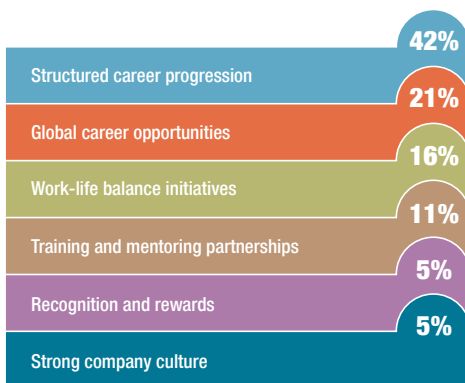 42%
Structured career progression
21%
Global career opportunities
16%
Work-life balance initiatives
11%
Training and mentoring partnerships
5%
Recognition and rewards
5%
Strong company culture